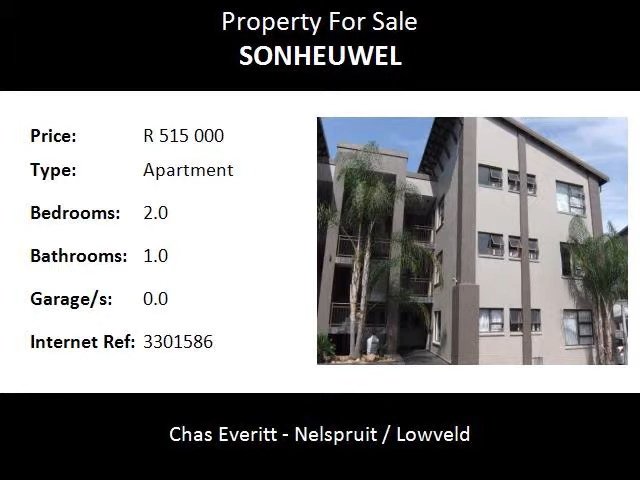 Property For Sale
SONHEUWEL
Price: R 515 000
Type: Apartment
Bedrooms: 2.0
Bathrooms: 1.0
Garage/s: 0.0
Internet Ref: 3301586
Chas Everitt - Nelspruit / Lowveld